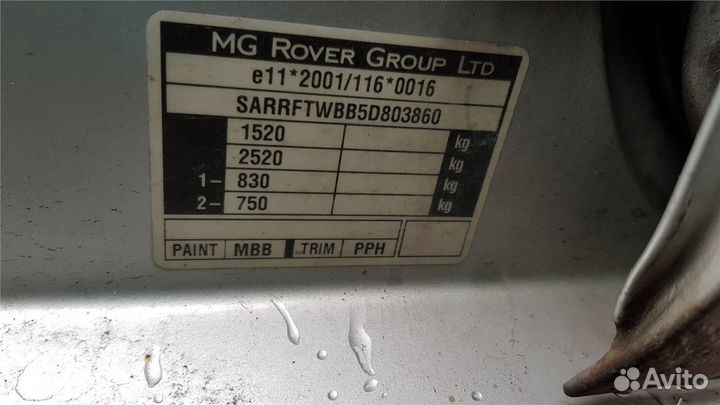 MG ROVER GROUP LTD
e11*2001/116*0016
SARRFTWBB5D803860
1520 kg
2520 kg
1- 830 kg
2- 750 kg
PAINT MBB TRIM PPH
Avito